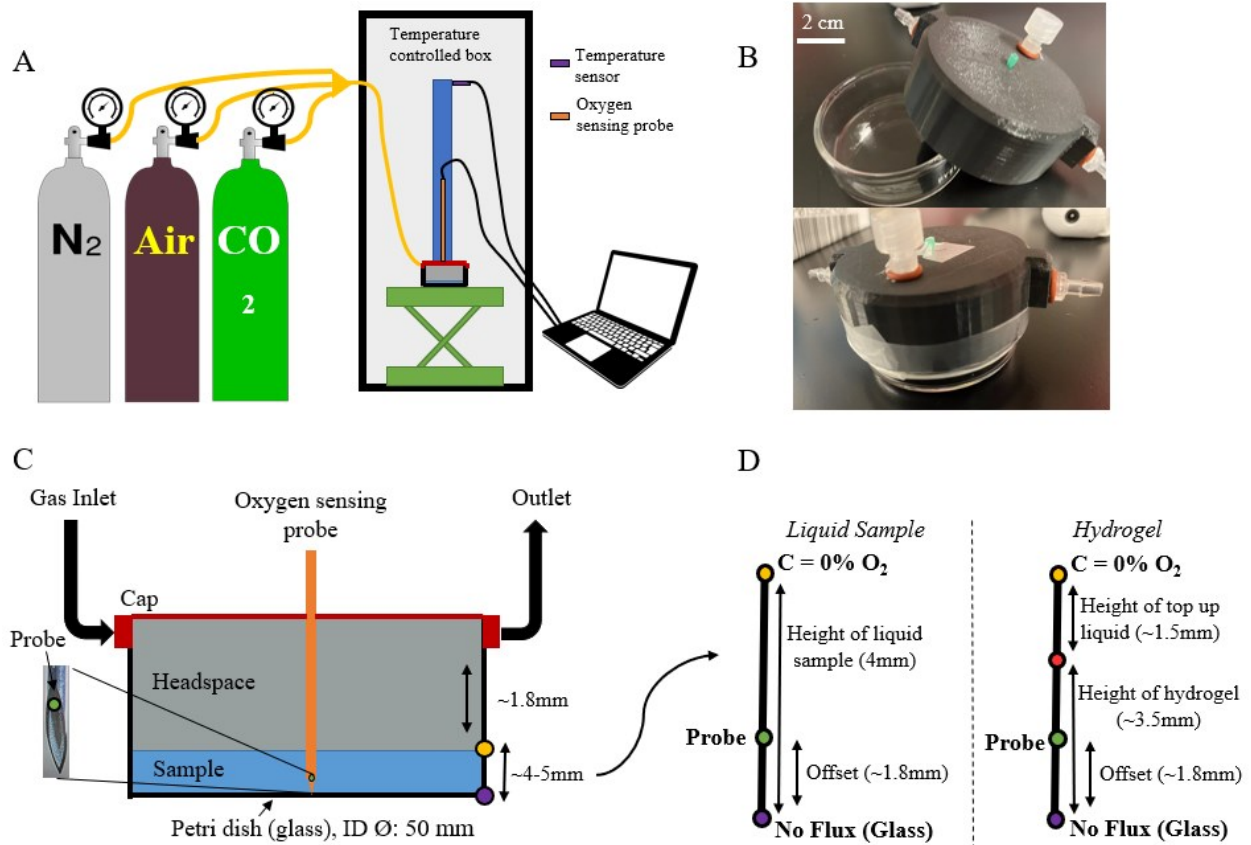 A
Temperature
controlled box
Temperature
sensor
Oxygen
sensing probe
N2
Air
CO
2
B
2 cm
C
Gas Inlet
Oxygen sensing
probe
Outlet
Cap
Probe
Headspace
~1.8mm
Sample
~4-5mm
Petri dish (glass), ID Ø: 50 mm
D
Liquid Sample
C = 0% O2
Height of liquid
sample (4mm)
Probe
Offset (~1.8mm)
No Flux (Glass)
Hydrogel
C = 0% O2
Height of top up
liquid (~1.5mm)
Height of hydrogel
(~3.5mm)
Probe
Offset (~1.8mm)
No Flux (Glass)